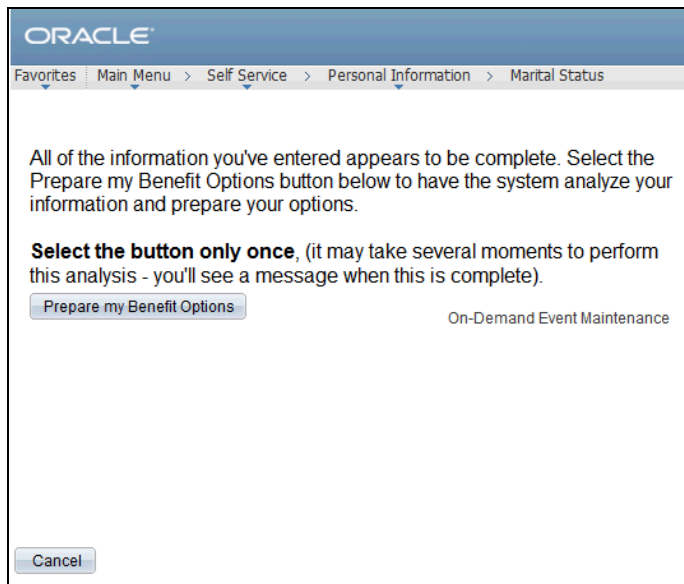 ORACLE
Favorites Main Menu > Self Service > Personal Information > Marital Status
All of the information you've entered appears to be complete. Select the
Prepare my Benefit Options button below to have the system analyze your
information and prepare your options.
Select the button only once, (it may take several moments to perform
this analysis - you'll see a message when this is complete).
Prepare my Benefit Options
On-Demand Event Maintenance
Cancel